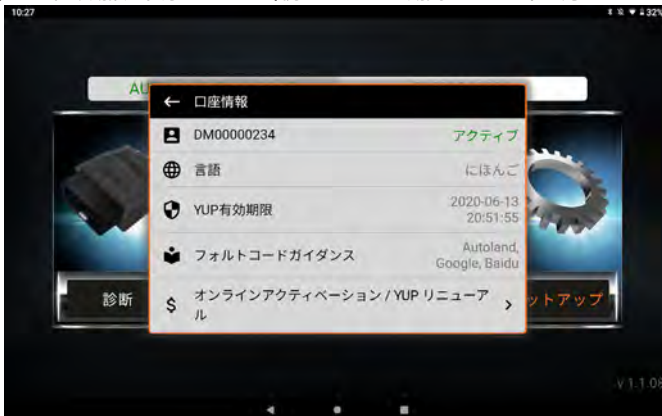 10:27
32%
AU
口座情報
DM00000234
アクティブ
言語
にほんご
YUP有効期限
2020-06-13
20:51:55
フォルトコードガイダンス
Autoland,
Google, Baidu
診断
オンラインアクティベーション / YUP リニューア
ル
ットアップ
v 1.1.08